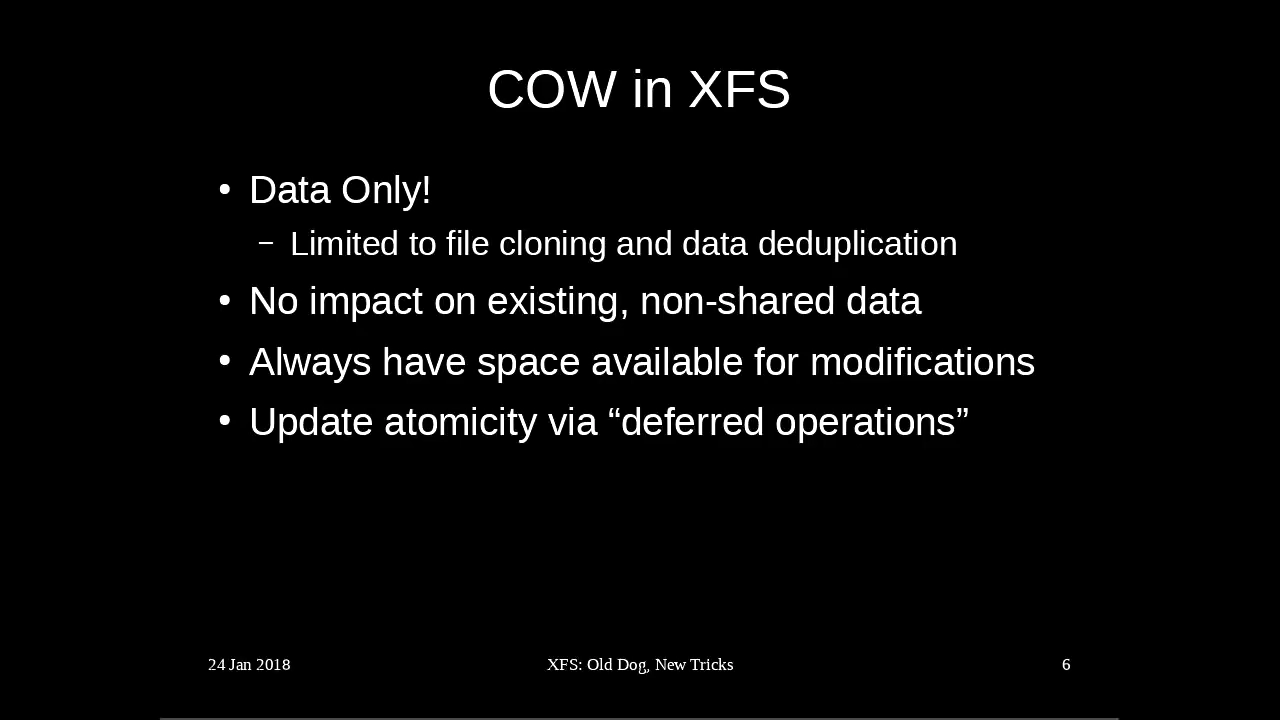 COW in XFS
• Data Only!
– Limited to file cloning and data deduplication
• No impact on existing, non-shared data
• Always have space available for modifications
• Update atomicity via “deferred operations”
24 Jan 2018
XFS: Old Dog, New Tricks
6